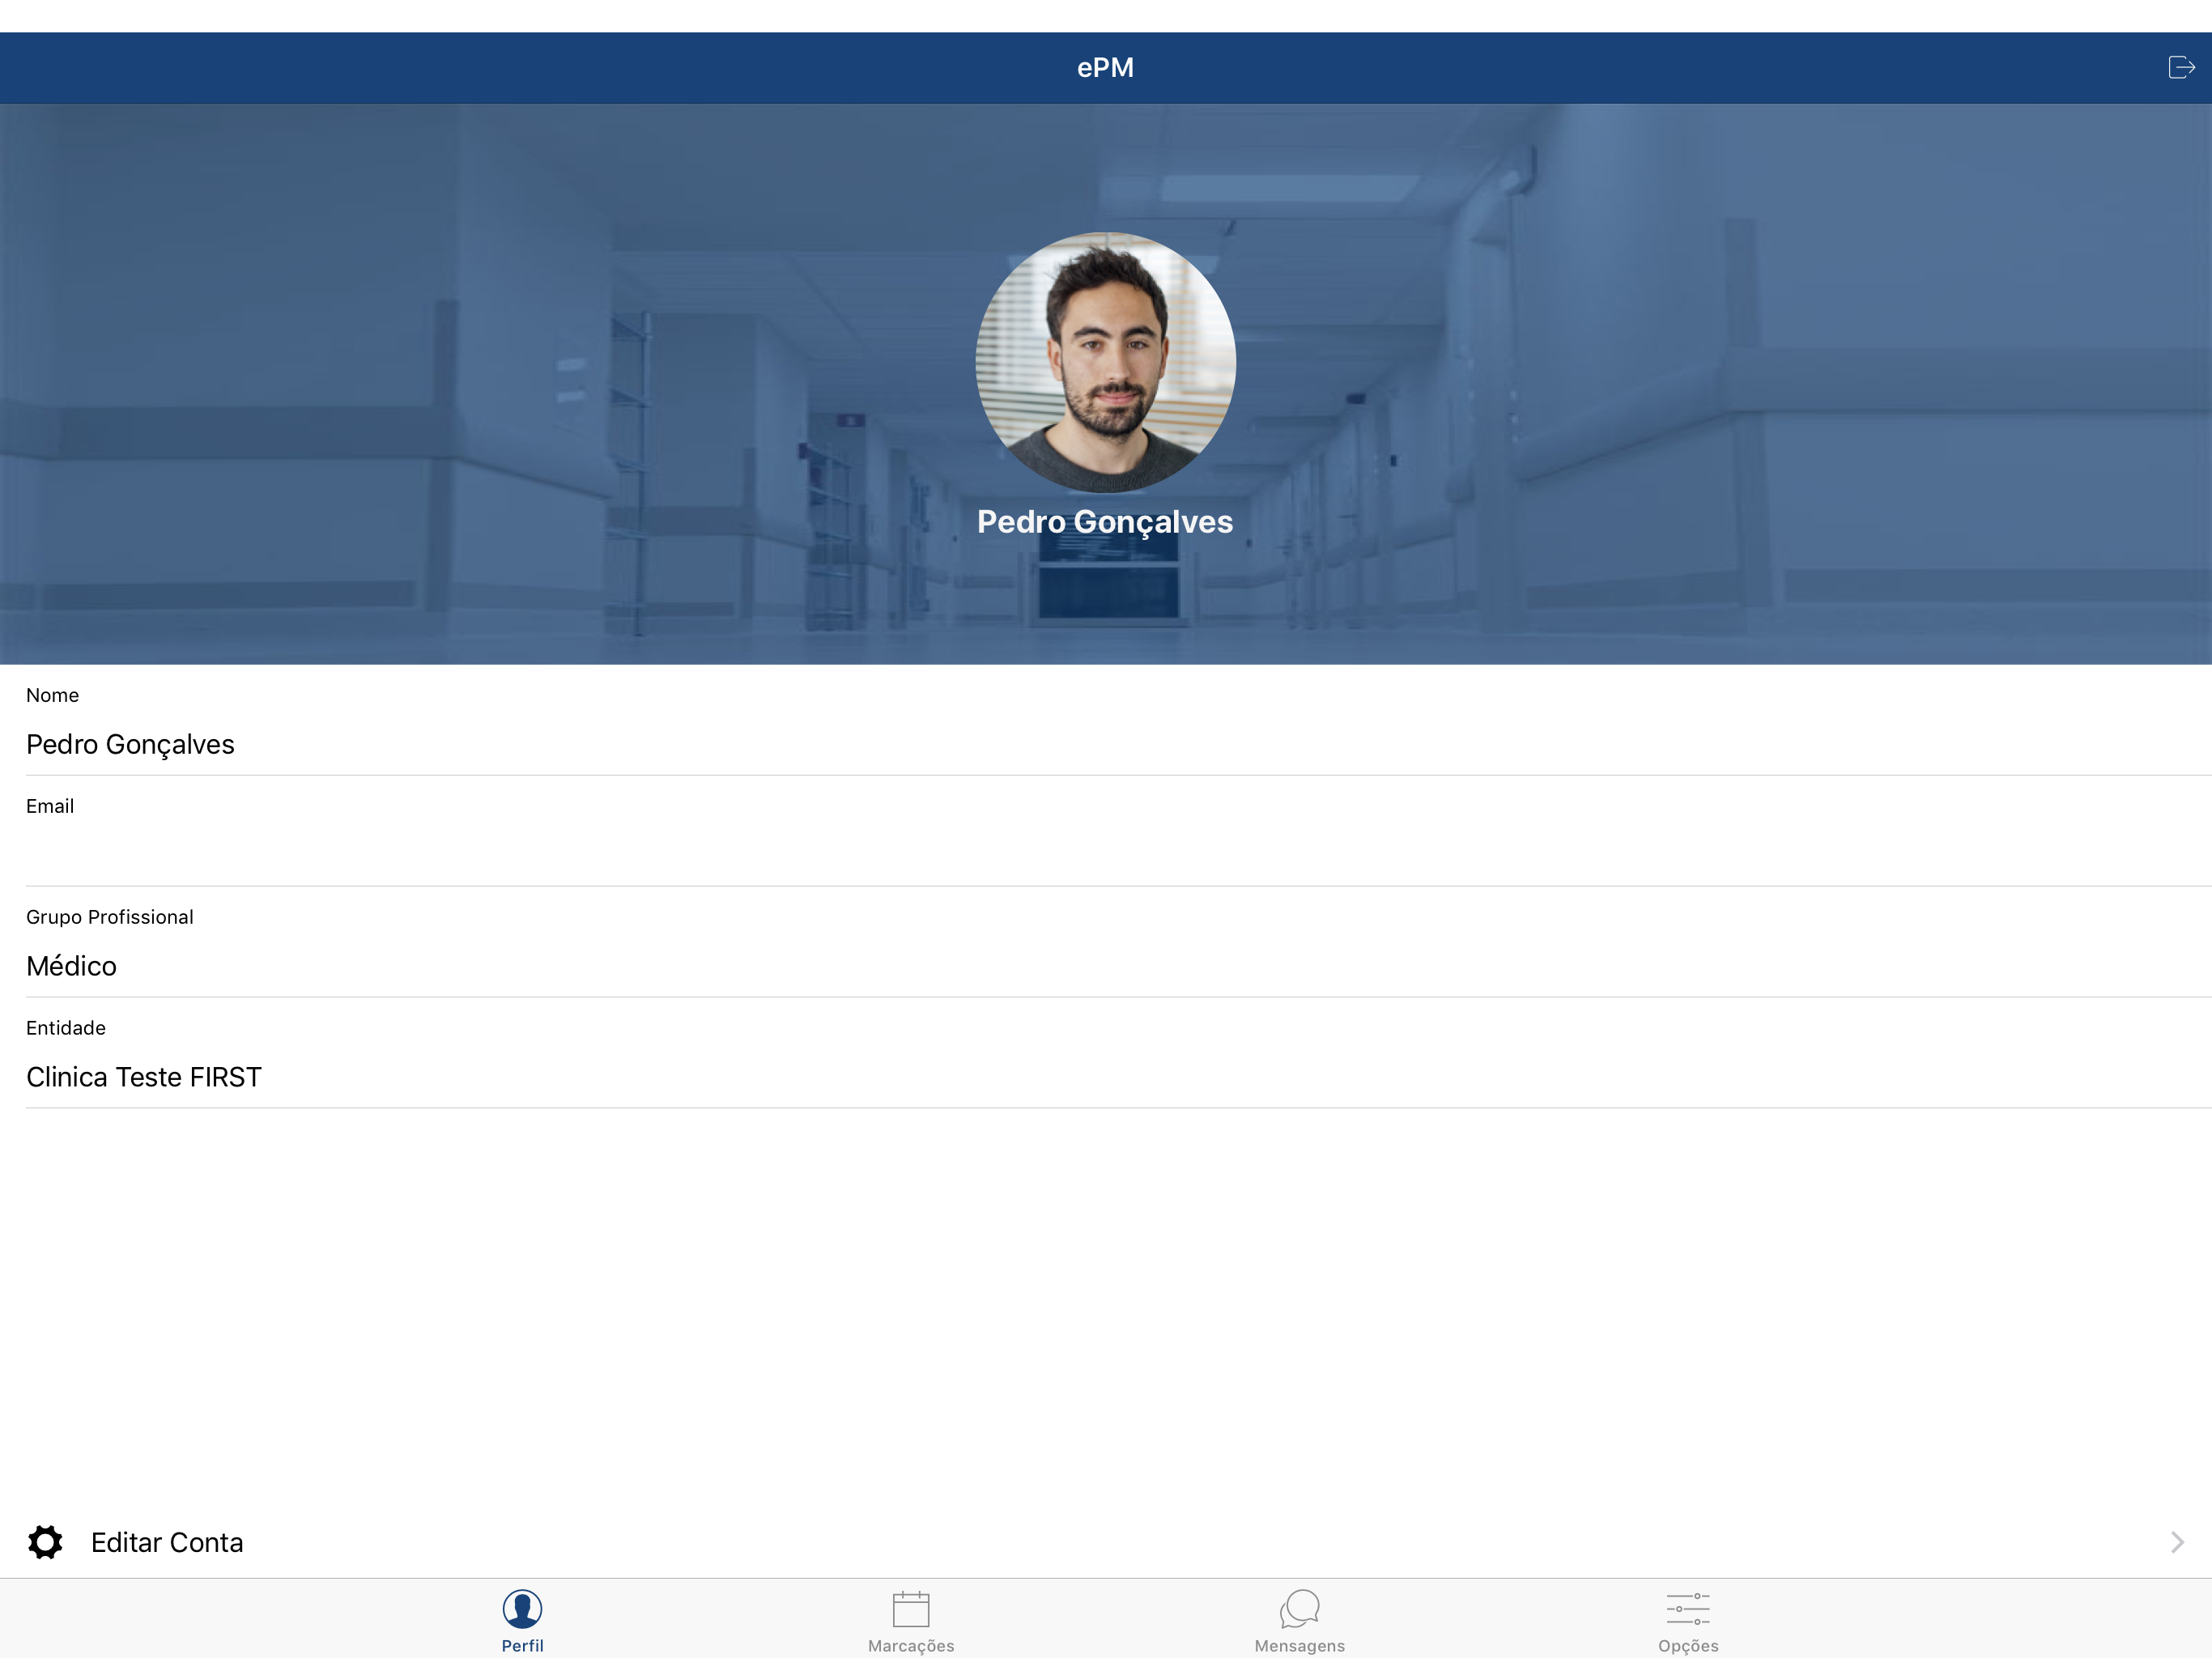 ePM
Pedro Gonçalves
Nome
Pedro Gonçalves
Email
Grupo Profissional
Médico
Entidade
Clinica Teste FIRST
Editar Conta
Perfil
Marcações
Mensagens
Opções